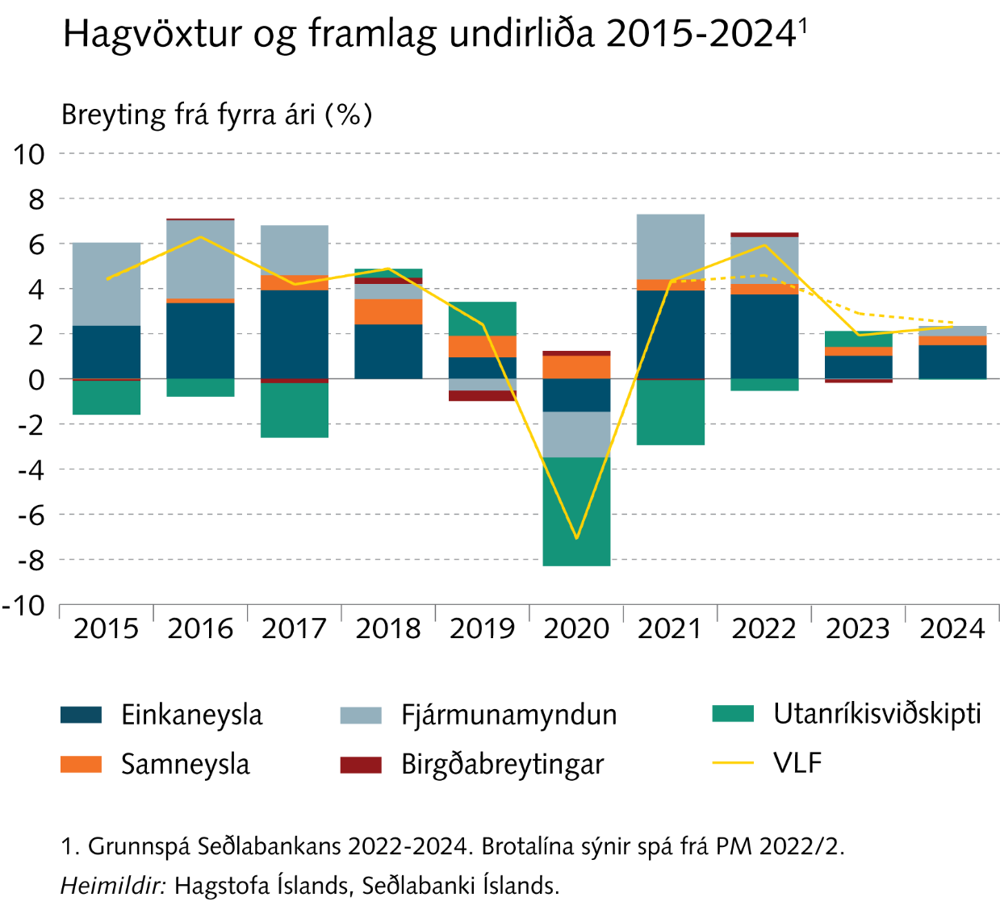 Hagvöxtur og framlag undirliða 2015-2024¹
Breyting frá fyrra ári (%)
10
8
6
4
2
0
-2
-4
-6
-8
-10
2015 2016 2017 2018 2019 2020 2021 2022 2023 2024
Einkaneysla Fjármunamyndun Utanríkisviðskipti
Samneysla Birgðabreytingar VLF
1. Grunnspá Seðlabankans 2022-2024. Brotalína sýnir spá frá PM 2022/2.
Heimildir: Hagstofa Íslands, Seðlabanki Íslands.